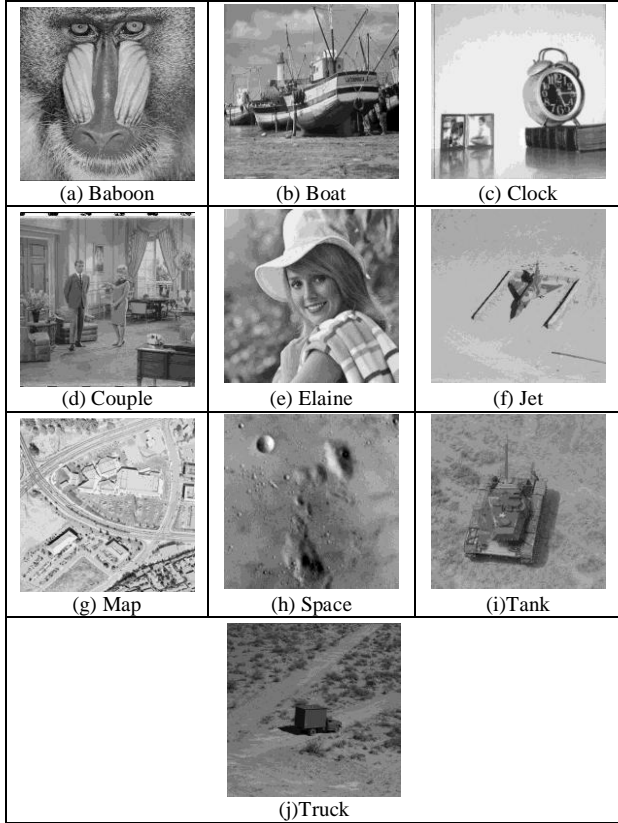 (a) Baboon
(b) Boat
(c) Clock
(d) Couple
(e) Elaine
(f) Jet
(g) Map
(h) Space
(i)Tank
(j)Truck